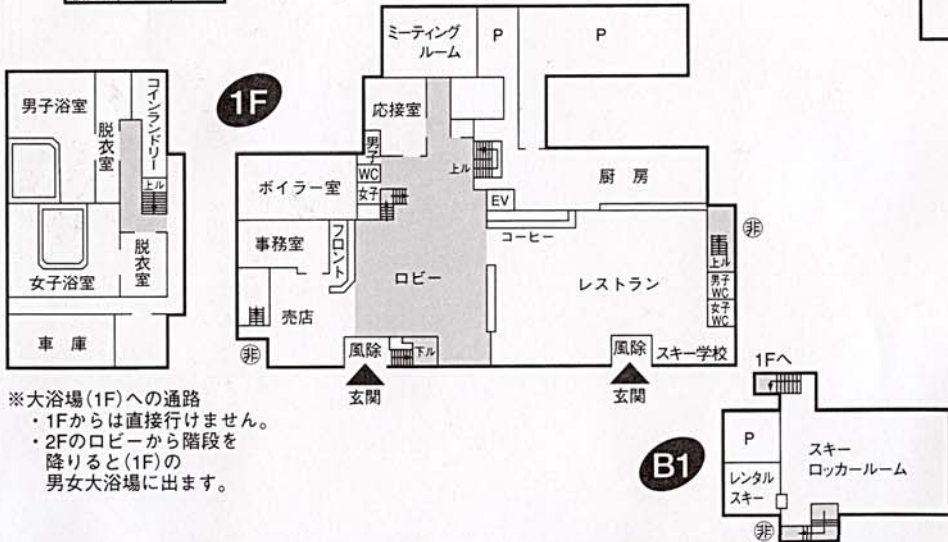 1F
ミーティング
ルーム
P
P
応接室
男子
WC
女子
上ル
ボイラー室
EV
厨 房
事務室
フロント
コーヒー
ロビー
レストラン
売店
非
非
上ル
男子
WC
女子
WC
風除
下ル
玄関
風除
スキー学校
玄関
男子浴室
脱衣室
コインランドリー
上ル
女子浴室
脱衣室
車 庫
※大浴場(1F)への通路
・1Fからは直接行けません。
・2Fのロビーから階段を
降りると(1F)の
男女大浴場に出ます。
B1
1Fへ
P
レンタル
スキー
スキー
ロッカールーム
非